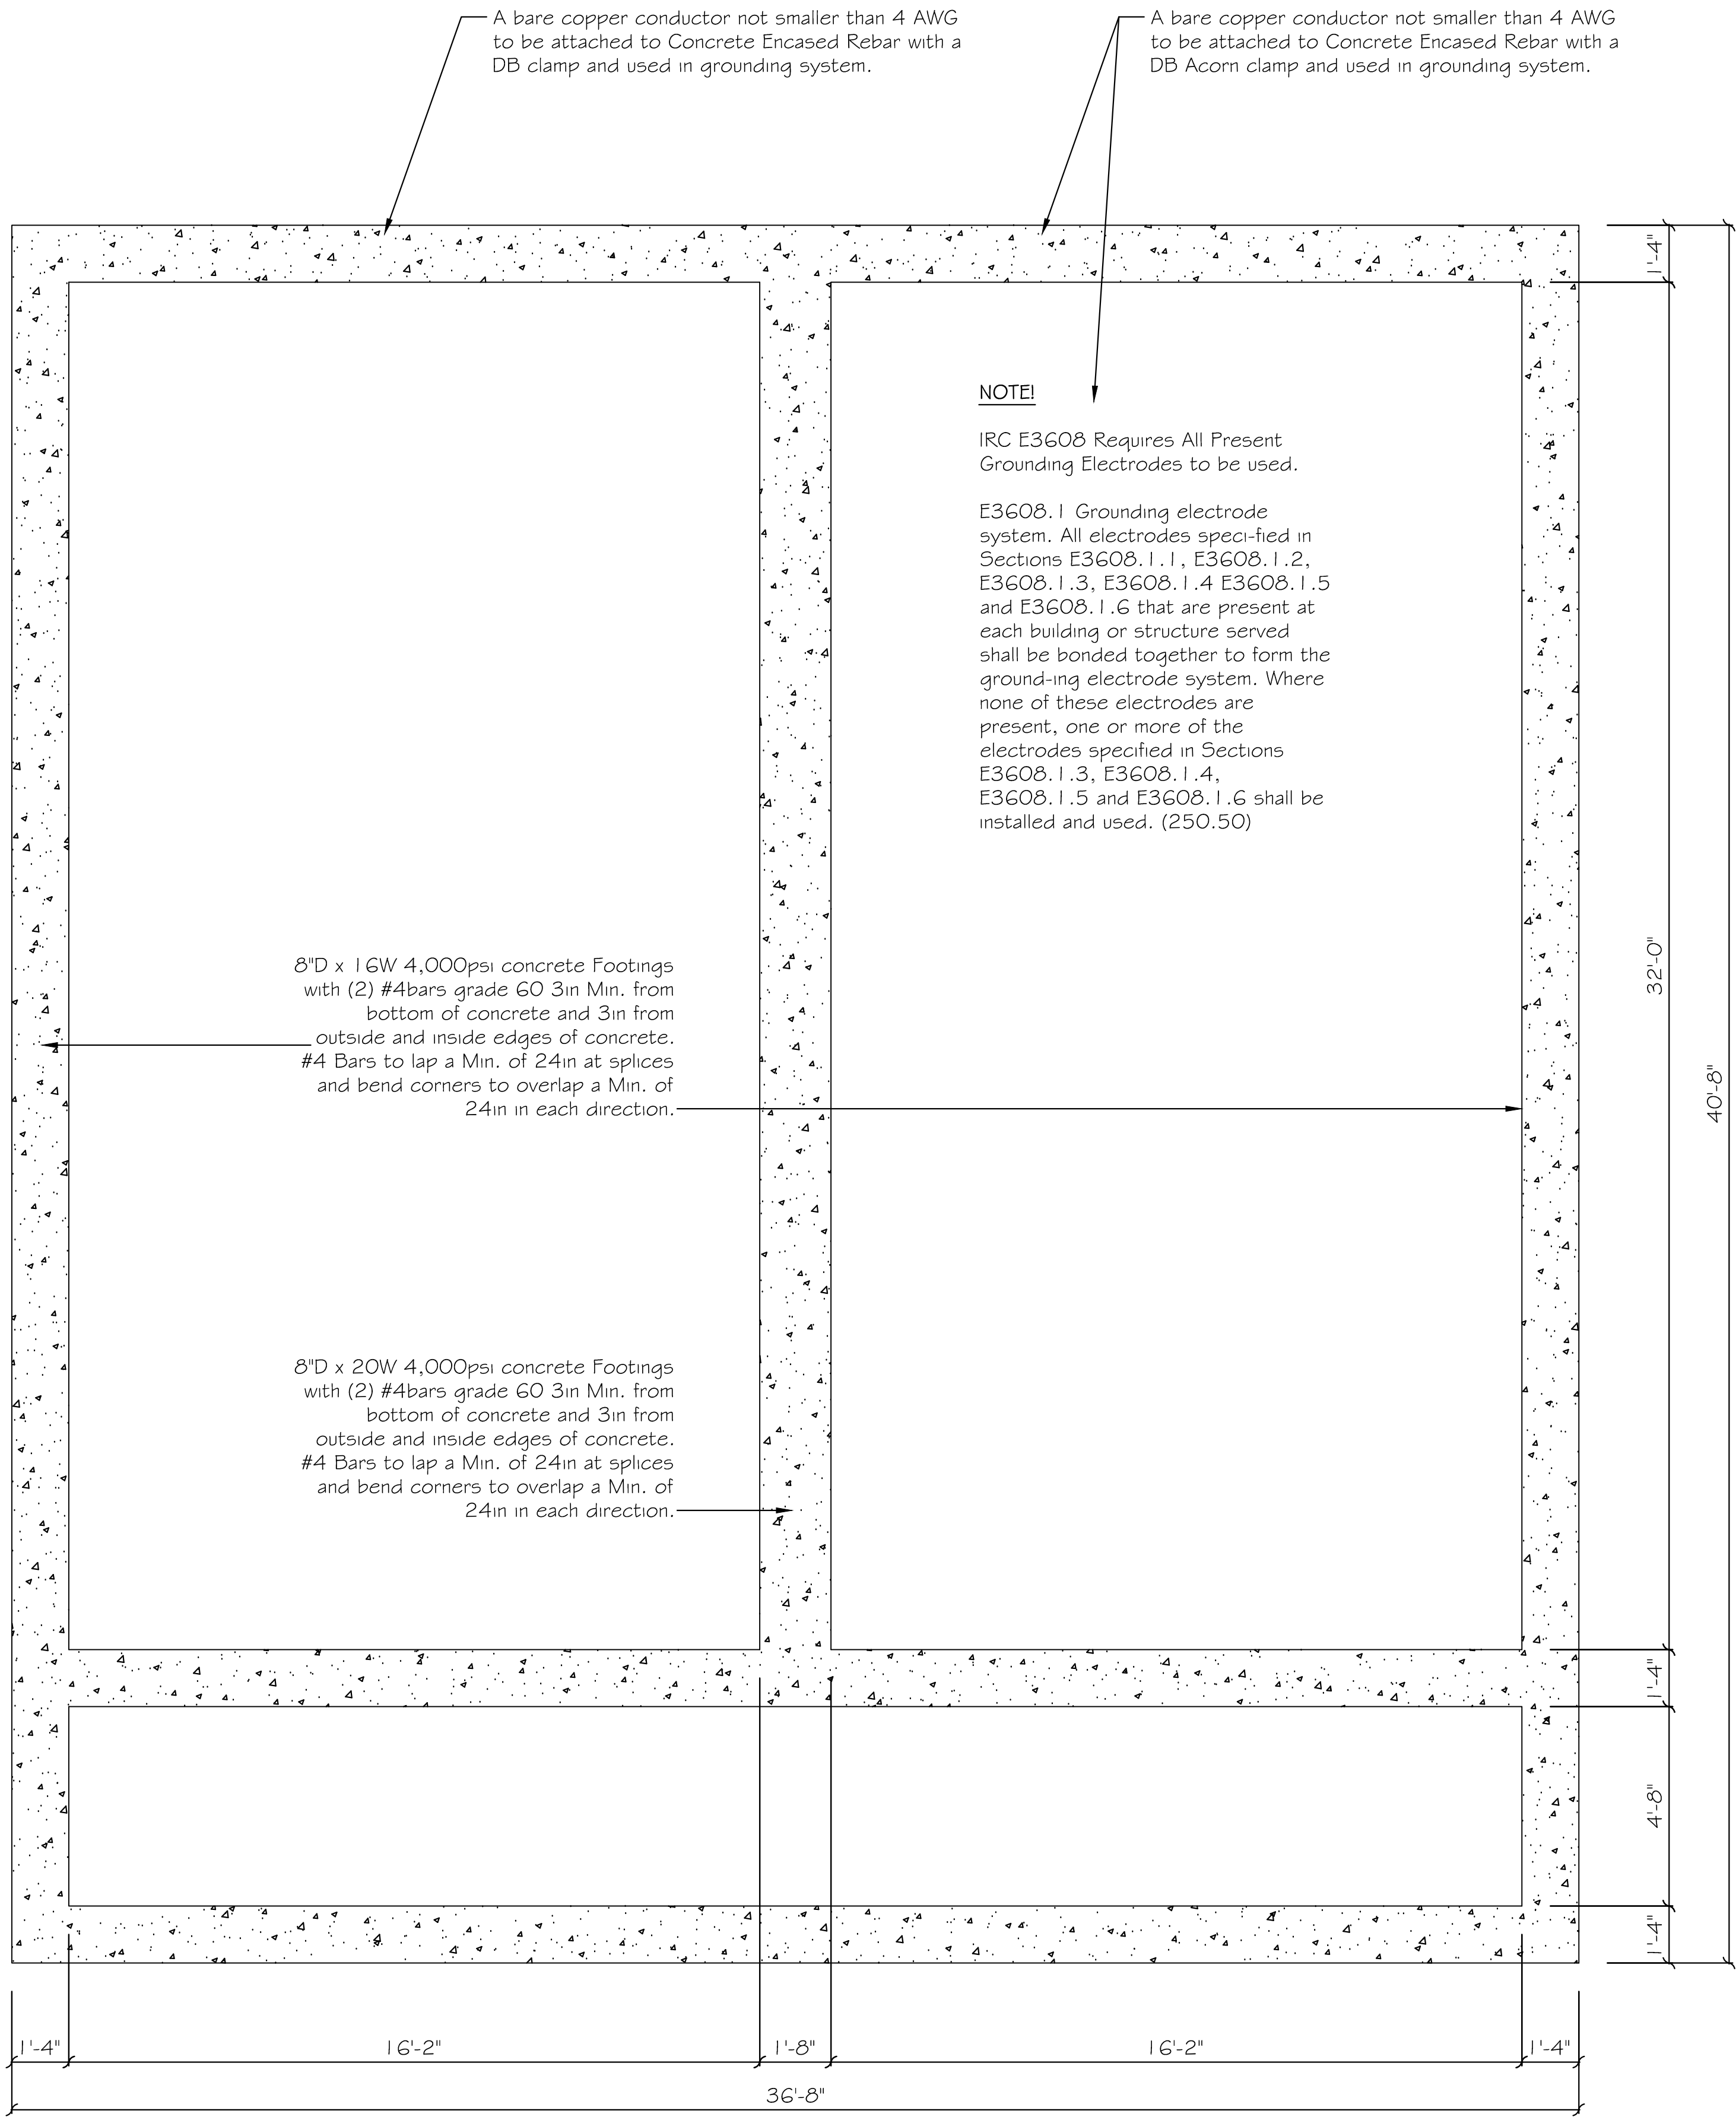 A bare copper conductor not smaller than 4 AWG
to be attached to Concrete Encased Rebar with a
DB clamp and used in grounding system.
A bare copper conductor not smaller than 4 AWG
to be attached to Concrete Encased Rebar with a
DB Acorn clamp and used in grounding system.
1'-4"
NOTE!
IRC E3608 Requires All Present
Grounding Electrodes to be used.
E3608.1 Grounding electrode
system. All electrodes speci-fied in
Sections E3608.1.1, E3608.1.2,
E3608.1.3, E3608.1.4 E3608.1.5
and E3608.1.6 that are present at
each building or structure served
shall be bonded together to form the
ground-ing electrode system. Where
none of these electrodes are
present, one or more of the
electrodes specified in Sections
E3608.1.3, E3608.1.4,
E3608.1.5 and E3608.1.6 shall be
installed and used. (250.50)
8"D x 16W 4,000psi concrete Footings
with (2) #4bars grade 60 3in Min. from
bottom of concrete and 3in from
outside and inside edges of concrete.
#4 Bars to lap a Min. of 24in at splices
and bend corners to overlap a Min. of
24in in each direction.
32'-0"
40'-8"
8"D x 20W 4,000psi concrete Footings
with (2) #4bars grade 60 3in Min. from
bottom of concrete and 3in from
outside and inside edges of concrete.
#4 Bars to lap a Min. of 24in at splices
and bend corners to overlap a Min. of
24in in each direction.
1'-4"
4'-8"
1'-4"
1'-4"
16'-2"
1'-8"
16'-2"
1'-4"
36'-8"